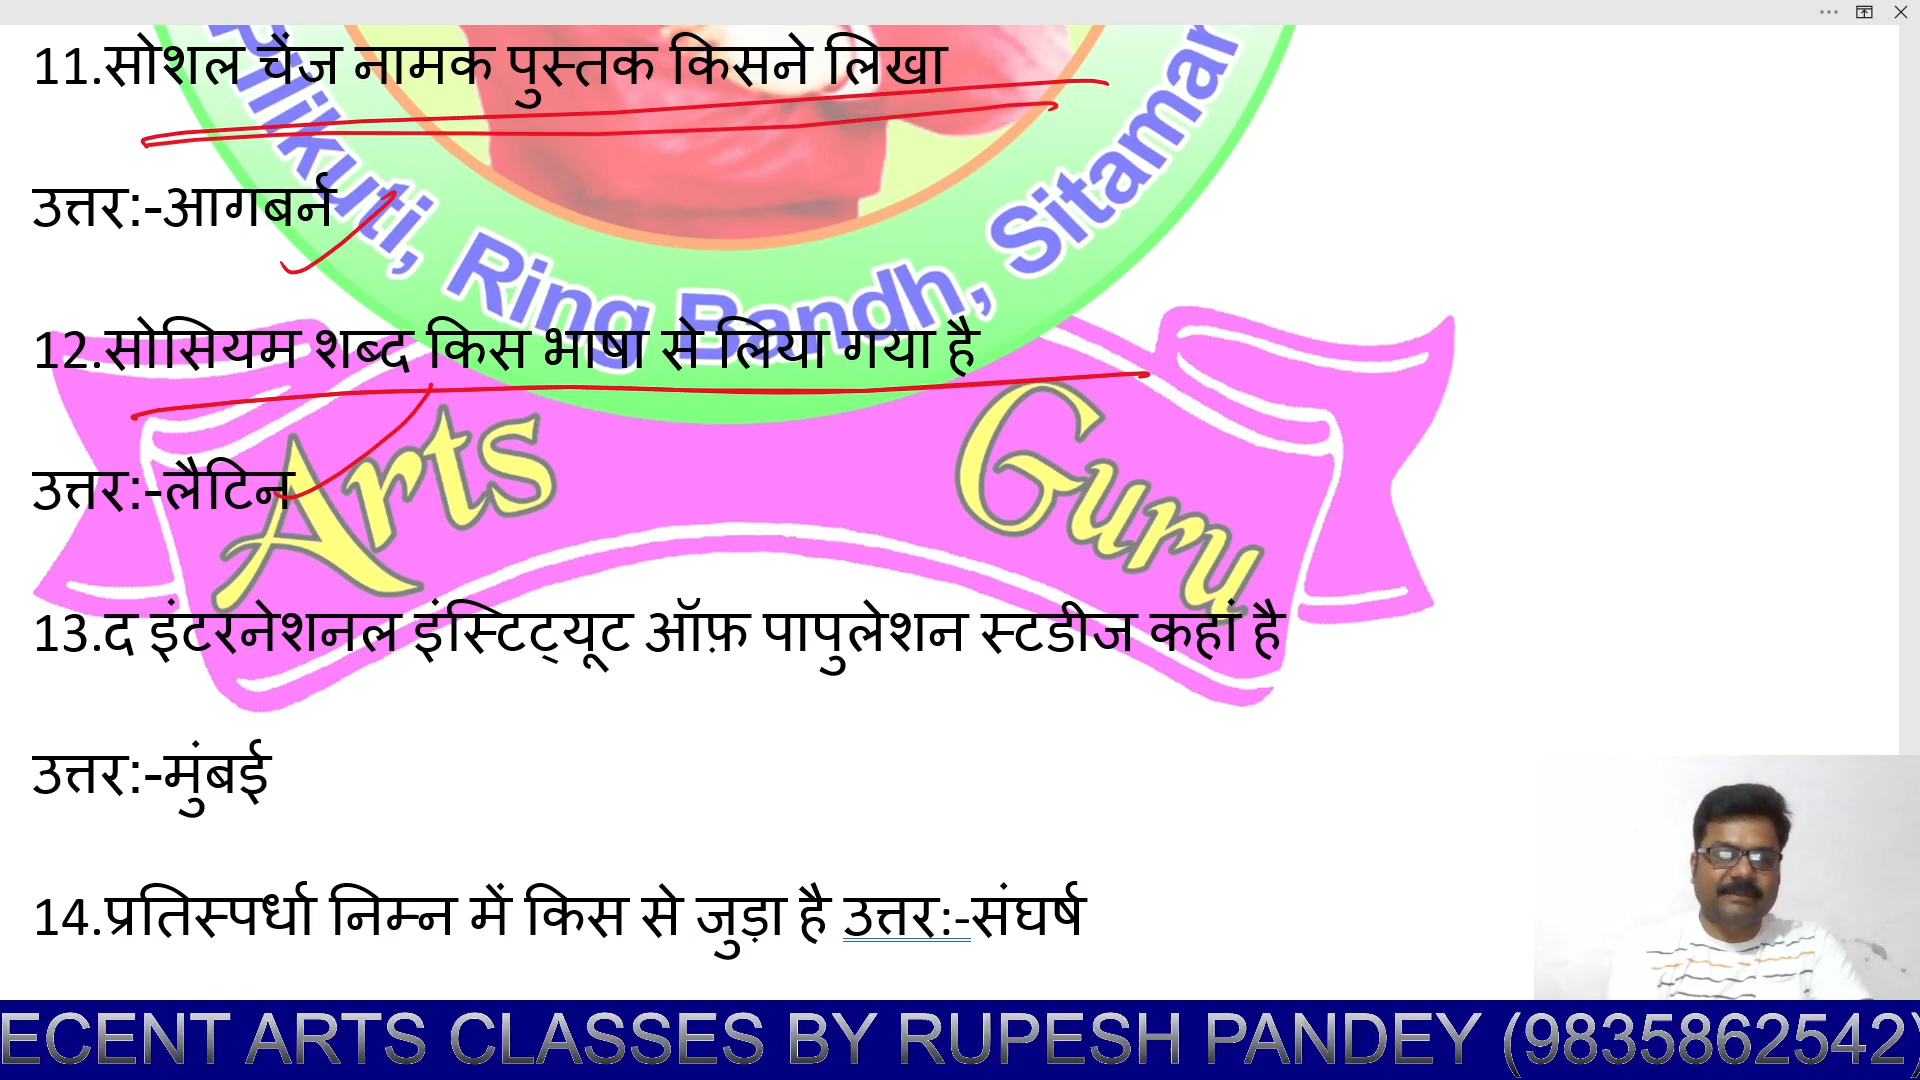 11.सोशल चेंज नामक पुस्तक किसने लिखा
उत्तर:-आगबर्न
12.सोसियम शब्द किस भाषा से लिया गया है
उत्तर:-लैटिन
13.द इंटरनेशनल इंस्टिट्यूट ऑफ़ पापुलेशन स्टडीज कहां है
उत्तर:-मुंबई
14.प्रतिस्पर्धा निम्न में किस से जुड़ा है उत्तर:-संघर्ष
Ring Bandh, Sitamar
Arts Guru
ECENT ARTS CLASSES BY RUPESH PANDEY (9835862542)